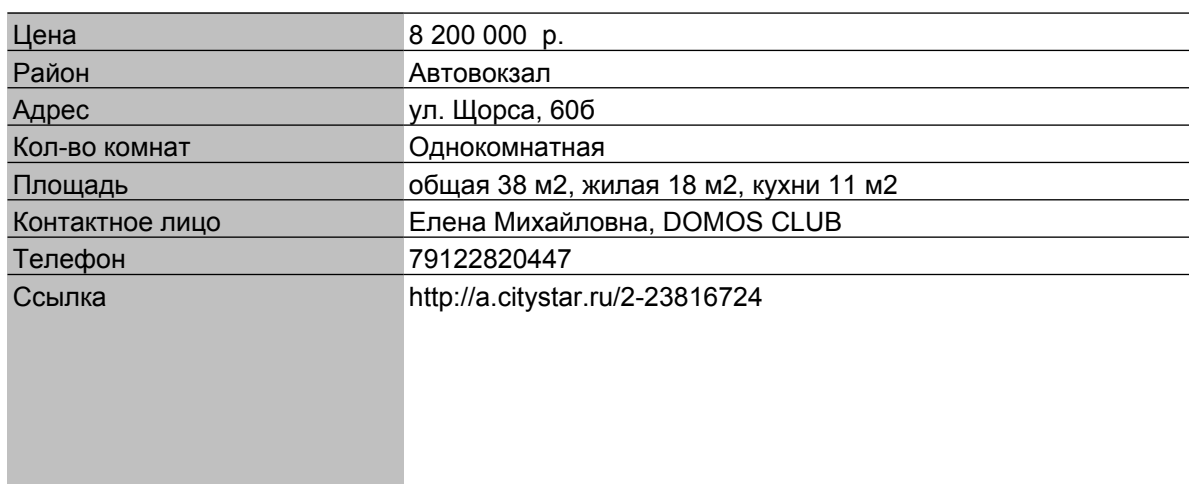 Цена 8 200 000 р.
Район Автовокзал
Адрес ул. Щорса, 60б
Кол-во комнат Однокомнатная
Площадь общая 38 м2, жилая 18 м2, кухни 11 м2
Контактное лицо Елена Михайловна, DOMOS CLUB
Телефон 79122820447
Ссылка http://a.citystar.ru/2-23816724